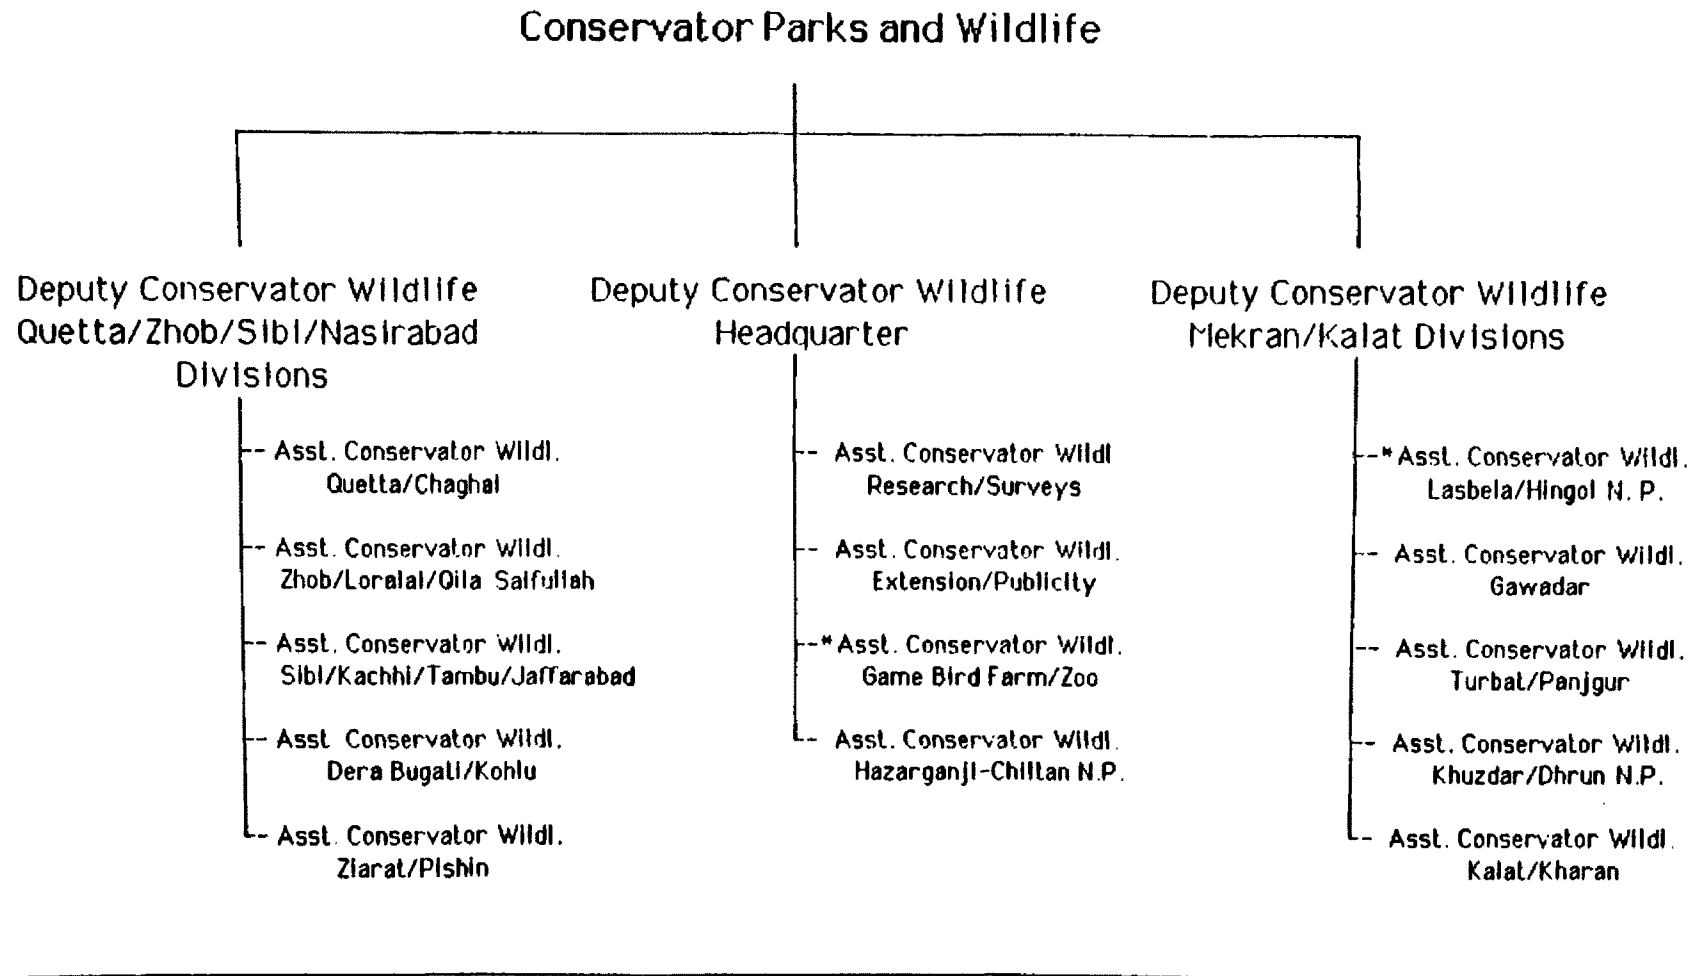 Conservator Parks and Wildlife
Deputy Conservator Wildlife
Quetta/Zhob/Sibi/Nasirabad
Divisions
Asst. Conservator Wildl.
Quetta/Chaghai
Asst. Conservator Wildl.
Zhob/Loralai/Qila Saifullah
Asst. Conservator Wildl.
Sibi/Kachhi/Tambu/Jaffarabad
Asst Conservator Wildl.
Dera Bugati/Kohlu
Asst. Conservator Wildl.
Ziarat/Pishin
Deputy Conservator Wildlife
Headquarter
Asst. Conservator Wildl
Research/Surveys
Asst. Conservator Wildl.
Extension/Publicity
*Asst. Conservator Wildl.
Game Bird Farm/Zoo
Asst. Conservator Wildl.
Hazarganji-Chiltan N.P.
Deputy Conservator Wildlife
Mekran/Kalat Divisions
*Asst. Conservator Wildl.
Lasbela/Hingol N. P.
Asst. Conservator Wildl.
Gawadar
Asst. Conservator Wildl.
Turbat/Panjgur
Asst. Conservator Wildl.
Khuzdar/Dhrun N.P.
Asst. Conservator Wildl.
Kalat/Kharan